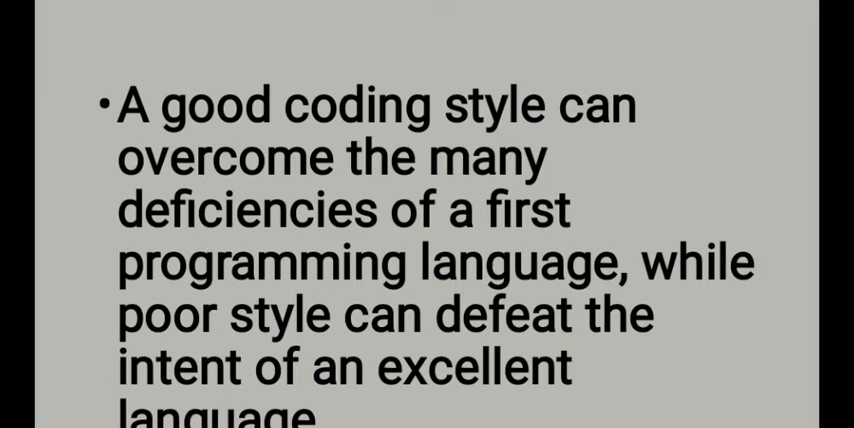 •A good coding style can
overcome the many
deficiencies of a first
programming language, while
poor style can defeat the
intent of an excellent
language.